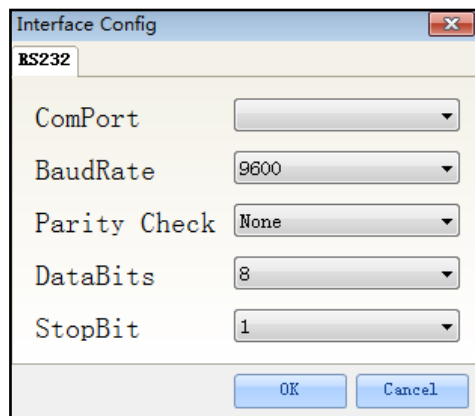 Interface Config
RS232
ComPort
BaudRate 9600
Parity Check None
DataBits 8
StopBit 1
OK Cancel